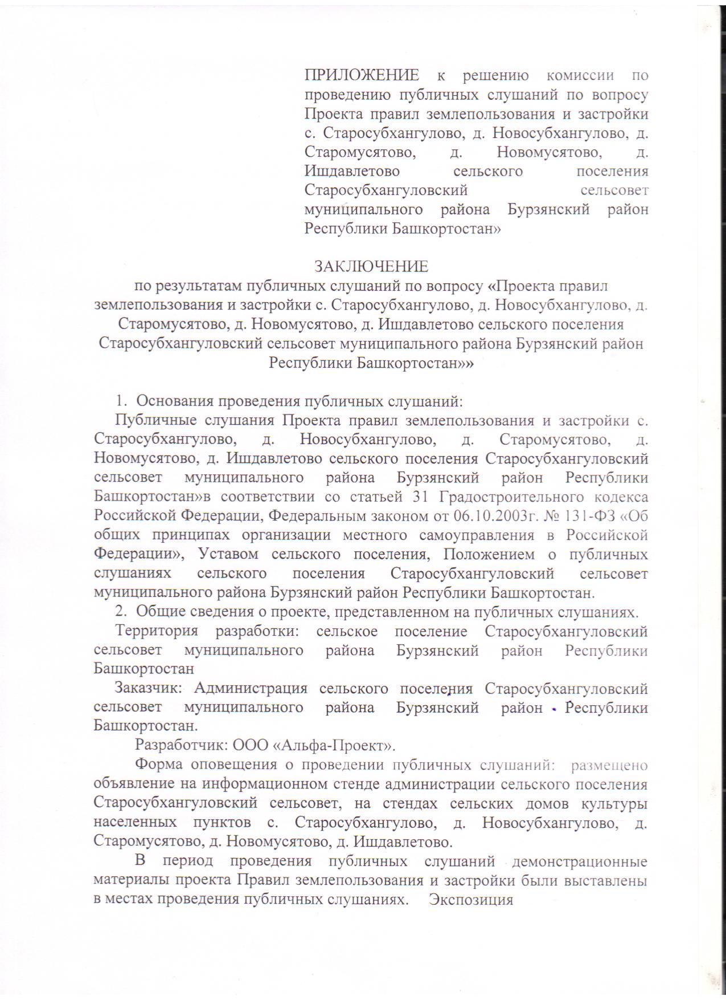 ПРИЛОЖЕНИЕ к решению комиссии по
проведению публичных слушаний по вопросу
Проекта правил землепользования и застройки
с. Старосубхангулово, д. Новосубхангулово, д.
Старомусятово, д. Новомусятово, д.
Ишдавлетово сельского поселения
Старосубхангуловский сельсовет
муниципального района Бурзянский район
Республики Башкортостан»
ЗАКЛЮЧЕНИЕ
по результатам публичных слушаний по вопросу «Проекта правил
землепользования и застройки с. Старосубхангулово, д. Новосубхангулово, д.
Старомусятово, д. Новомусятово, д. Ишдавлетово сельского поселения
Старосубхангуловский сельсовет муниципального района Бурзянский район
Республики Башкортостан»»
1. Основания проведения публичных слушаний:
Публичные слушания Проекта правил землепользования и застройки с.
Старосубхангулово, д. Новосубхангулово, д. Старомусятово, д.
Новомусятово, д. Ишдавлетово сельского поселения Старосубхангуловский
сельсовет муниципального района Бурзянский район Республики
Башкортостан»в соответствии со статьей 31 Градостроительного кодекса
Российской Федерации, Федеральным законом от 06.10.2003г. № 131-ФЗ «Об
общих принципах организации местного самоуправления в Российской
Федерации», Уставом сельского поселения, Положением о публичных
слушаниях сельского поселения Старосубхангуловский сельсовет
муниципального района Бурзянский район Республики Башкортостан.
2. Общие сведения о проекте, представленном на публичных слушаниях.
Территория разработки: сельское поселение Старосубхангуловский
сельсовет муниципального района Бурзянский район Республики
Башкортостан
Заказчик: Администрация сельского поселения Старосубхангуловский
сельсовет муниципального района Бурзянский район Республики
Башкортостан.
Разработчик: ООО «Альфа-Проект».
Форма оповещения о проведении публичных слушаний: размещено
объявление на информационном стенде администрации сельского поселения
Старосубхангуловский сельсовет, на стендах сельских домов культуры
населенных пунктов с. Старосубхангулово, д. Новосубхангулово, д.
Старомусятово, д. Новомусятово, д. Ишдавлетово.
В период проведения публичных слушаний демонстрационные
материалы проекта Правил землепользования и застройки были выставлены
в местах проведения публичных слушаниях. Экспозиция